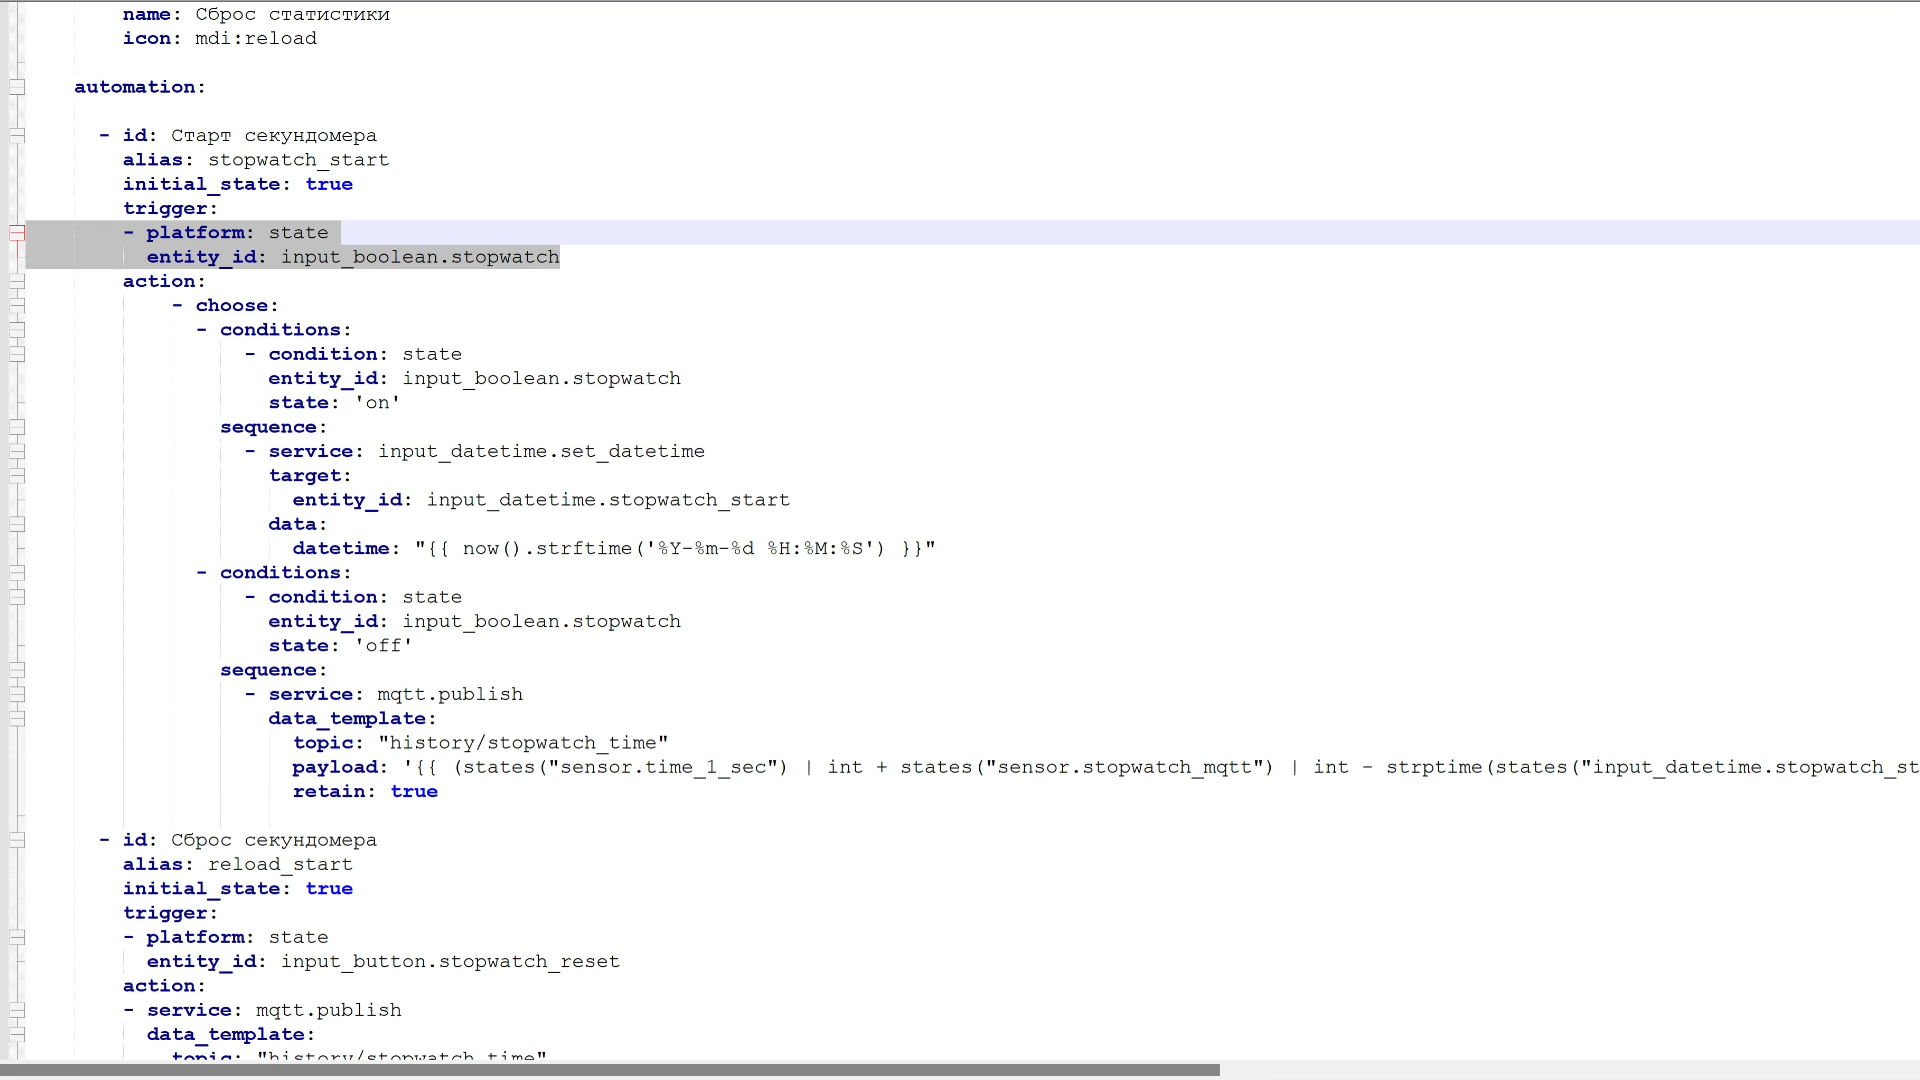 name: Сброс статистики
icon: mdi:reload
automation:
- id: Старт секундомера
alias: stopwatch_start
initial_state: true
trigger:
- platform: state
entity_id: input_boolean.stopwatch
action:
- choose:
- conditions:
- condition: state
entity_id: input_boolean.stopwatch
state: 'on'
sequence:
- service: input_datetime.set_datetime
target:
entity_id: input_datetime.stopwatch_start
data:
datetime: "{{ now().strftime('%Y-%m-%d %H:%M:%S') }}"
- conditions:
- condition: state
entity_id: input_boolean.stopwatch
state: 'off'
sequence:
- service: mqtt.publish
data_template:
topic: "history/stopwatch_time"
payload: '{{ (states("sensor.time_1_sec") | int + states("sensor.stopwatch_mqtt") | int - strptime(states("input_datetime.stopwatch_st
retain: true
- id: Сброс секундомера
alias: reload_start
initial_state: true
trigger:
- platform: state
entity_id: input_button.stopwatch_reset
action:
- service: mqtt.publish
data_template:
topic: "history/stopwatch_time"